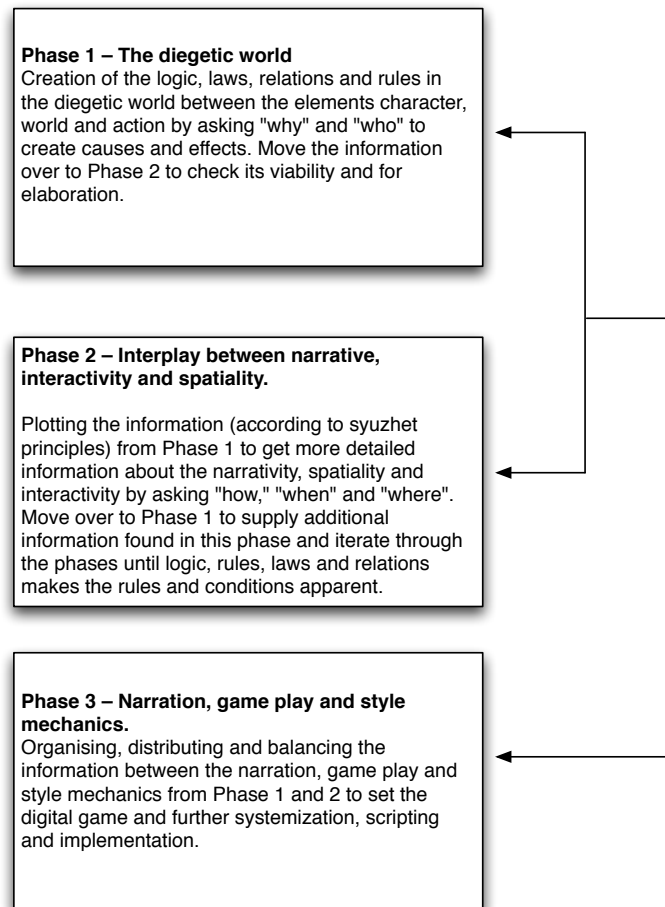 Phase 1 – The diegetic world
Creation of the logic, laws, relations and rules in
the diegetic world between the elements character,
world and action by asking "why" and "who" to
create causes and effects. Move the information
over to Phase 2 to check its viability and for
elaboration.
Phase 2 – Interplay between narrative,
interactivity and spatiality.
Plotting the information (according to syuzhet
principles) from Phase 1 to get more detailed
information about the narrativity, spatiality and
interactivity by asking "how," "when" and "where".
Move over to Phase 1 to supply additional
information found in this phase and iterate through
the phases until logic, rules, laws and relations
makes the rules and conditions apparent.
Phase 3 – Narration, game play and style
mechanics.
Organising, distributing and balancing the
information between the narration, game play and
style mechanics from Phase 1 and 2 to set the
digital game and further systemization, scripting
and implementation.